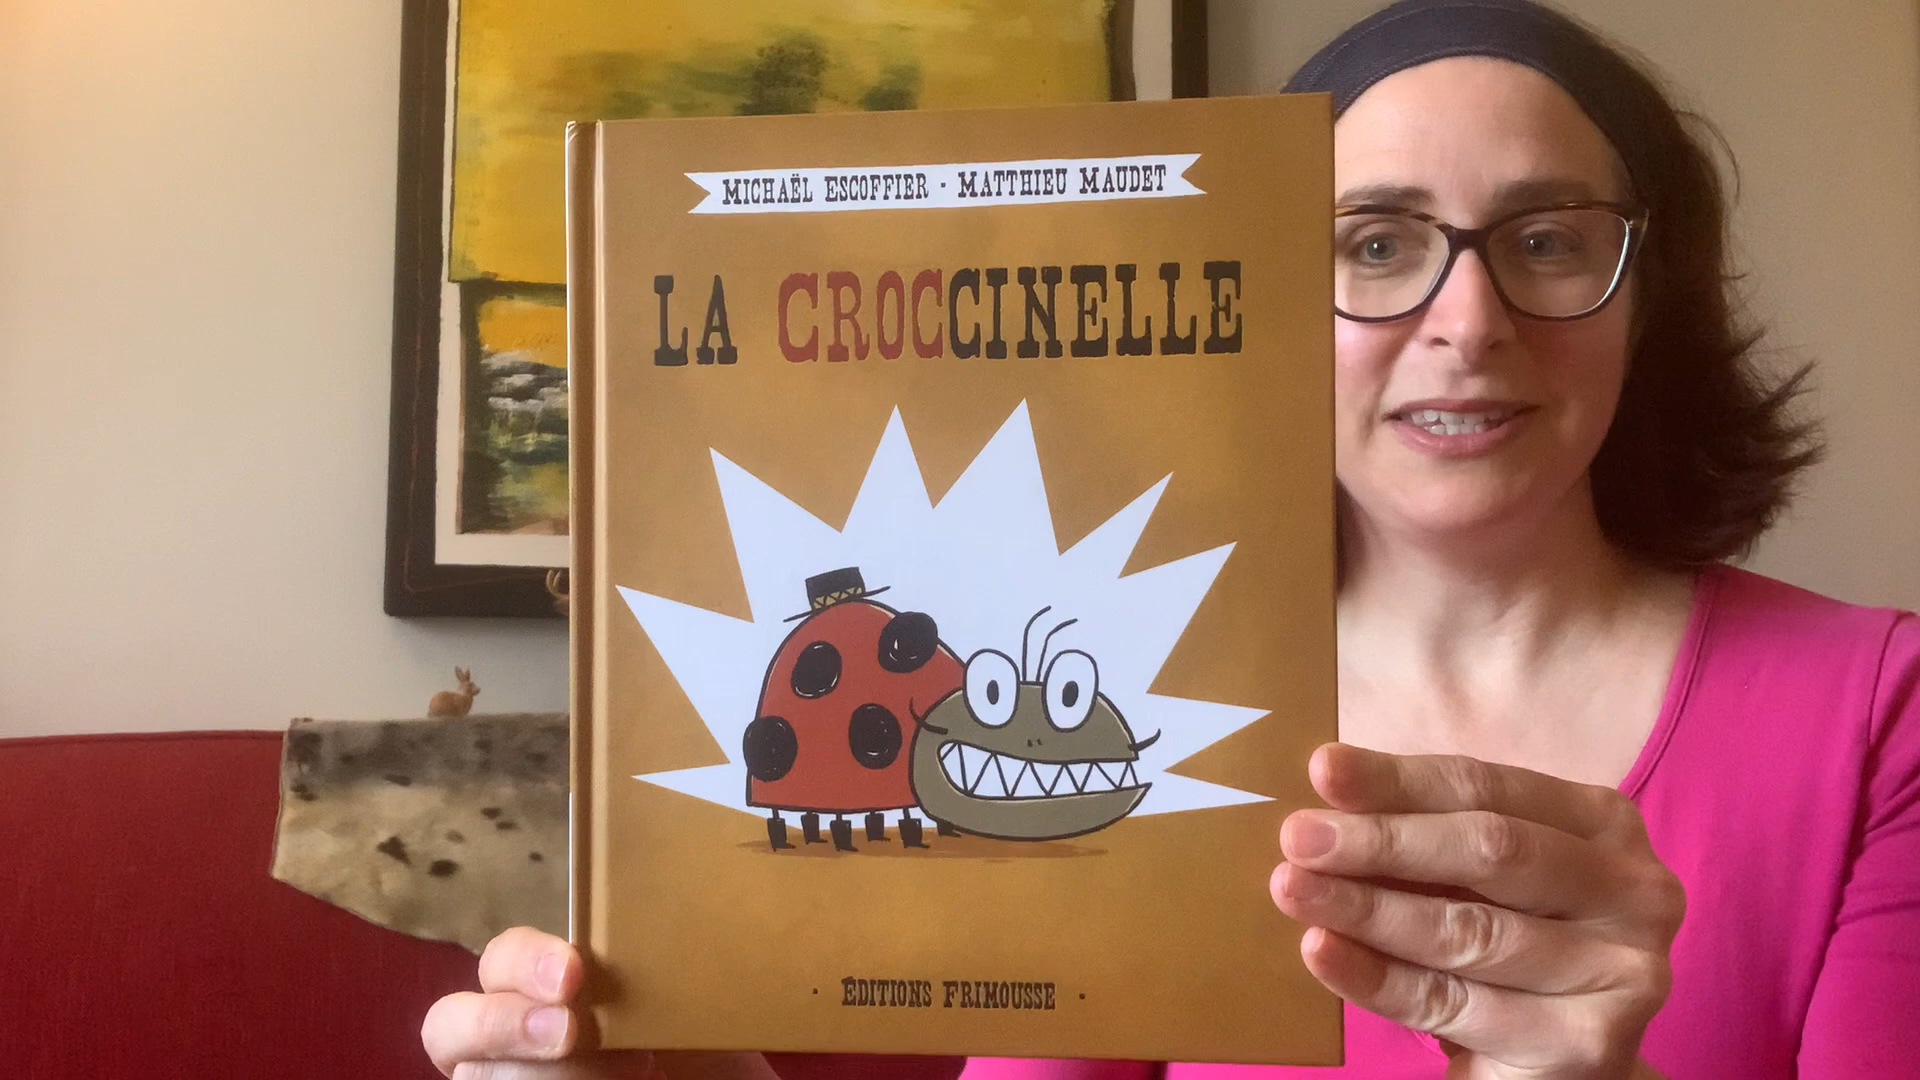 MICHAËL ESCOFFIER · MATTHIEU MAUDET
LA CROCCINELLE
· ÉDITIONS FRIMOUSSE ·